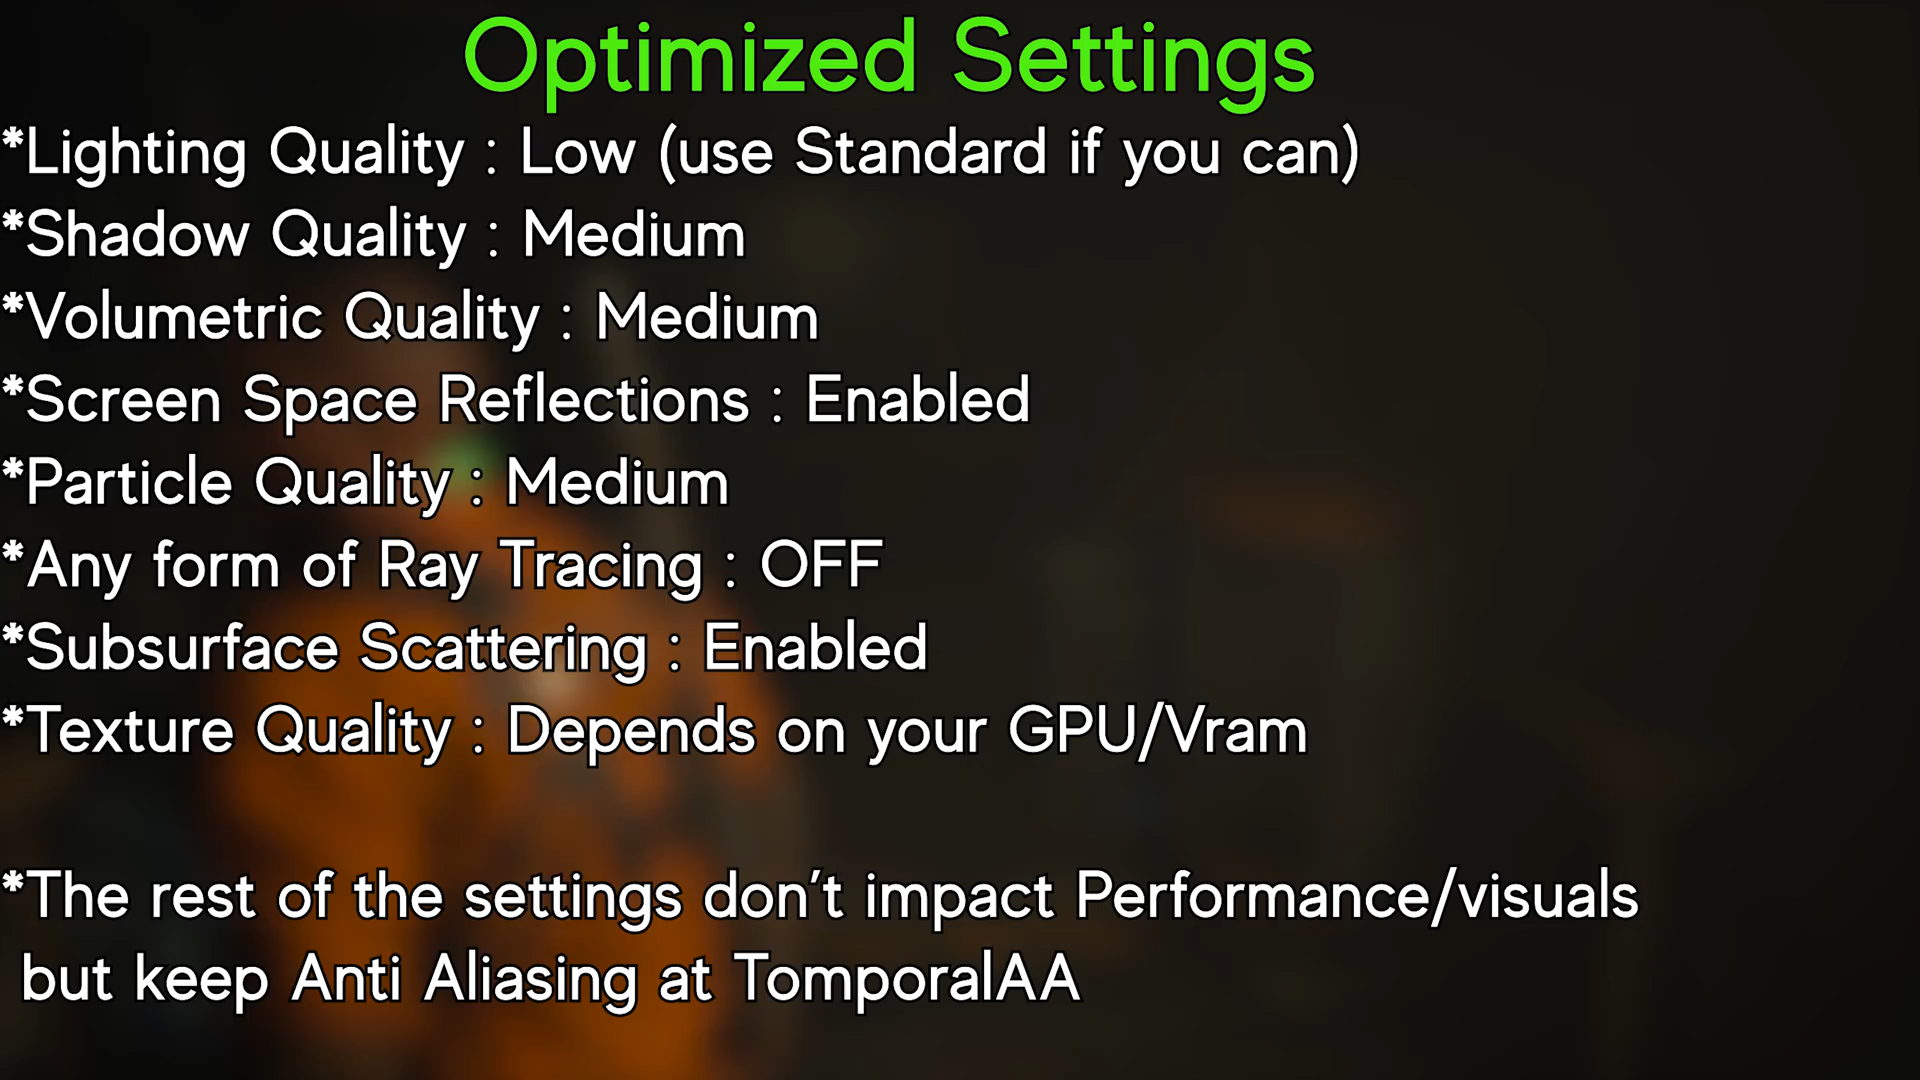 Optimized Settings
*Lighting Quality : Low (use Standard if you can)
*Shadow Quality : Medium
*Volumetric Quality : Medium
*Screen Space Reflections : Enabled
*Particle Quality : Medium
*Any form of Ray Tracing : OFF
*Subsurface Scattering : Enabled
*Texture Quality : Depends on your GPU/Vram
*The rest of the settings don't impact Performance/visuals
but keep Anti Aliasing at TomporalAA